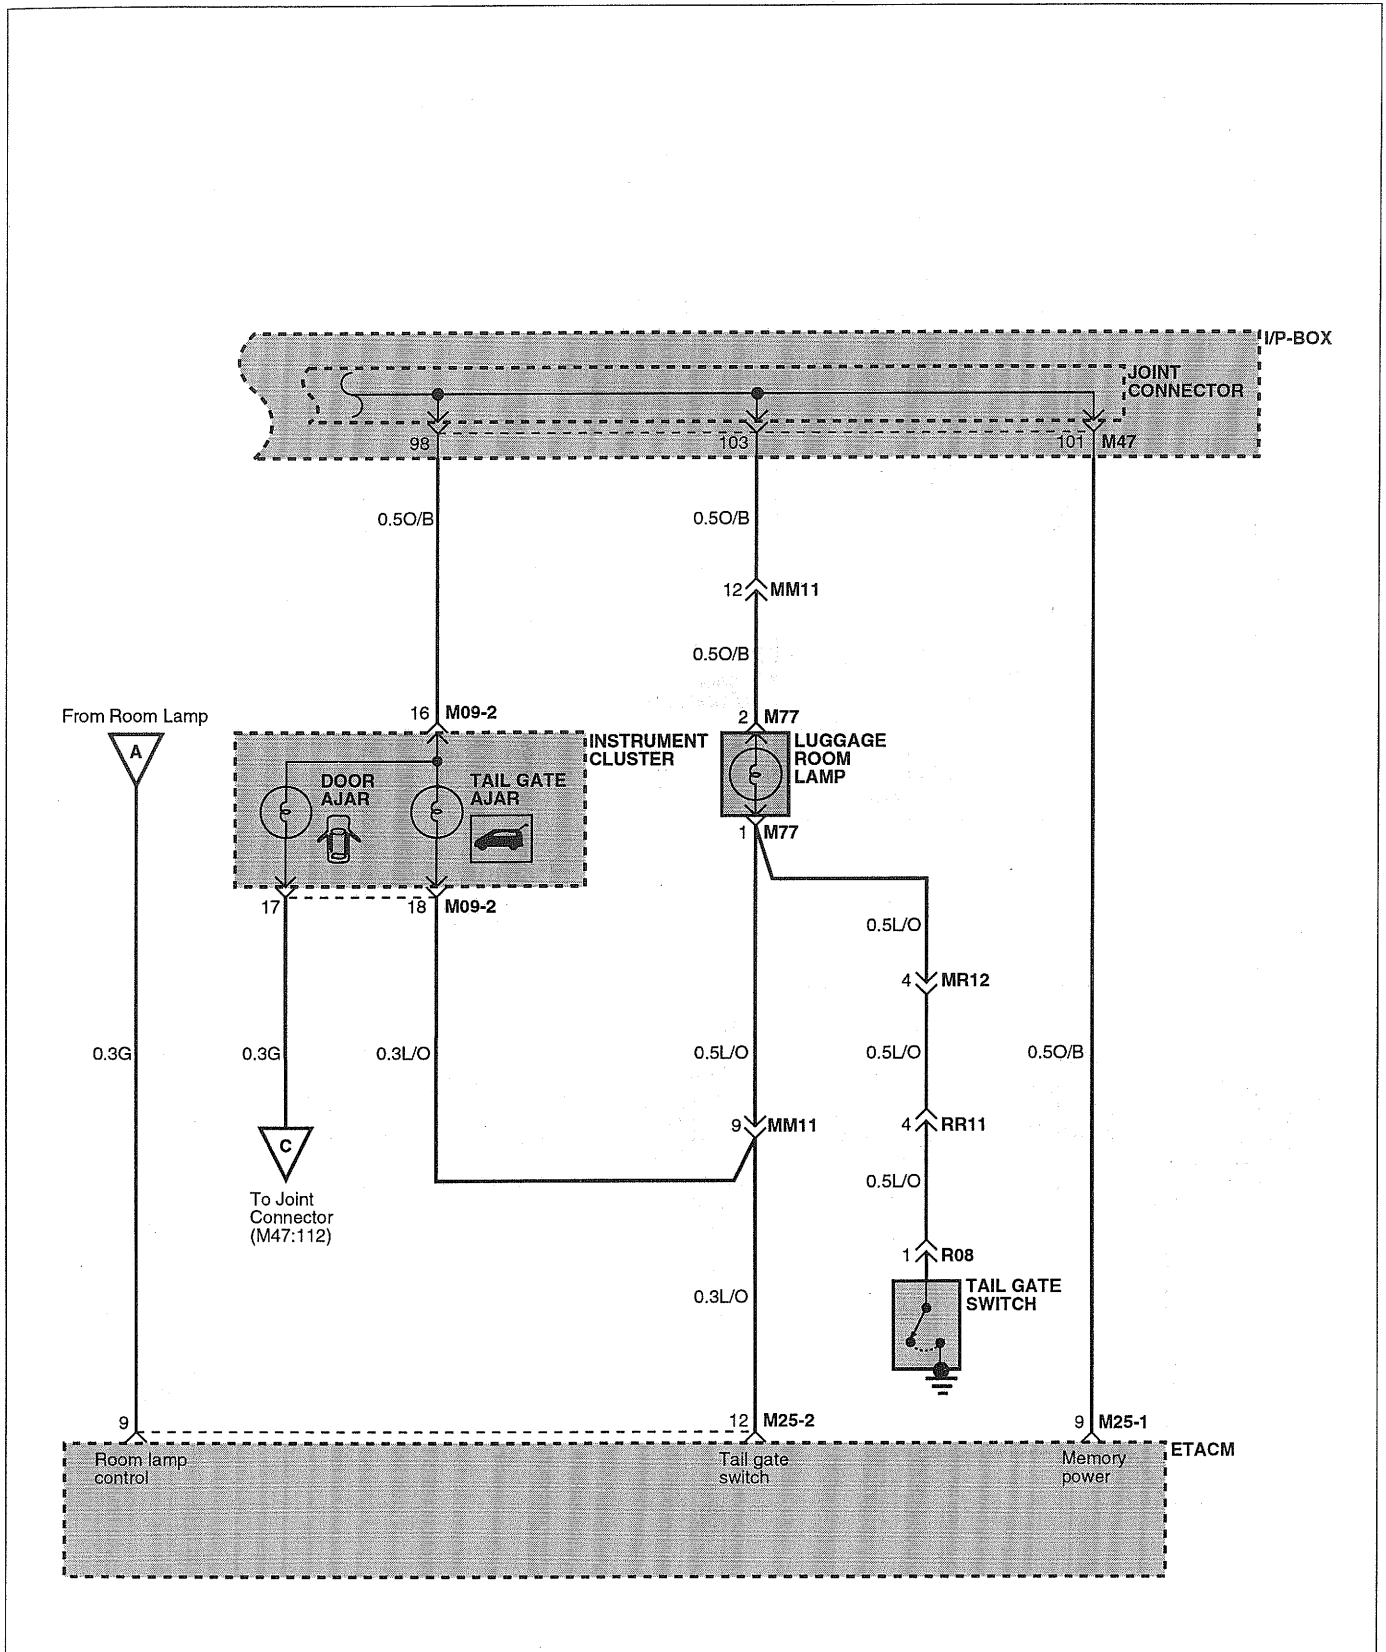 I/P-BOX
JOINT
CONNECTOR
98
103
101 M47
0.5O/B
0.5O/B
12 MM11
0.5O/B
From Room Lamp
A
16 M09-2
2 M77
INSTRUMENT
CLUSTER
LUGGAGE
ROOM
LAMP
DOOR
AJAR
TAIL GATE
AJAR
1 M77
17
18 M09-2
0.5L/O
4 MR12
0.3G
0.3G
0.3L/O
0.5L/O
0.5L/O
0.5O/B
9 MM11
4 RR11
C
0.5L/O
To Joint
Connector
(M47:112)
1 R08
TAIL GATE
SWITCH
0.3L/O
9
12 M25-2
9 M25-1
ETACM
Room lamp
control
Tail gate
switch
Memory
power